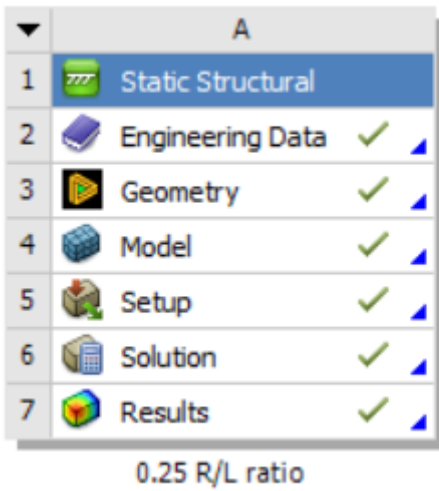 A
1 Static Structural
2 Engineering Data
3 Geometry
4 Model
5 Setup
6 Solution
7 Results
0.25 R/L ratio